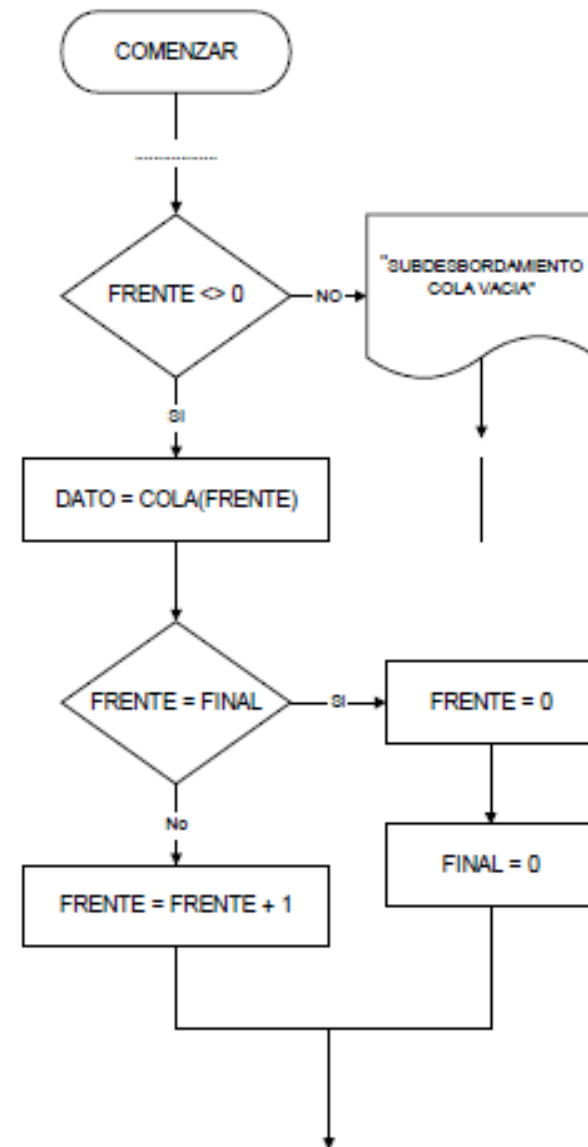 COMENZAR
FRENTE <> 0
NO
"SUBDESBORDAMIENTO
COLA VACIA"
SI
DATO = COLA(FRENTE)
FRENTE = FINAL
SI
FRENTE = 0
No
FINAL = 0
FRENTE = FRENTE + 1